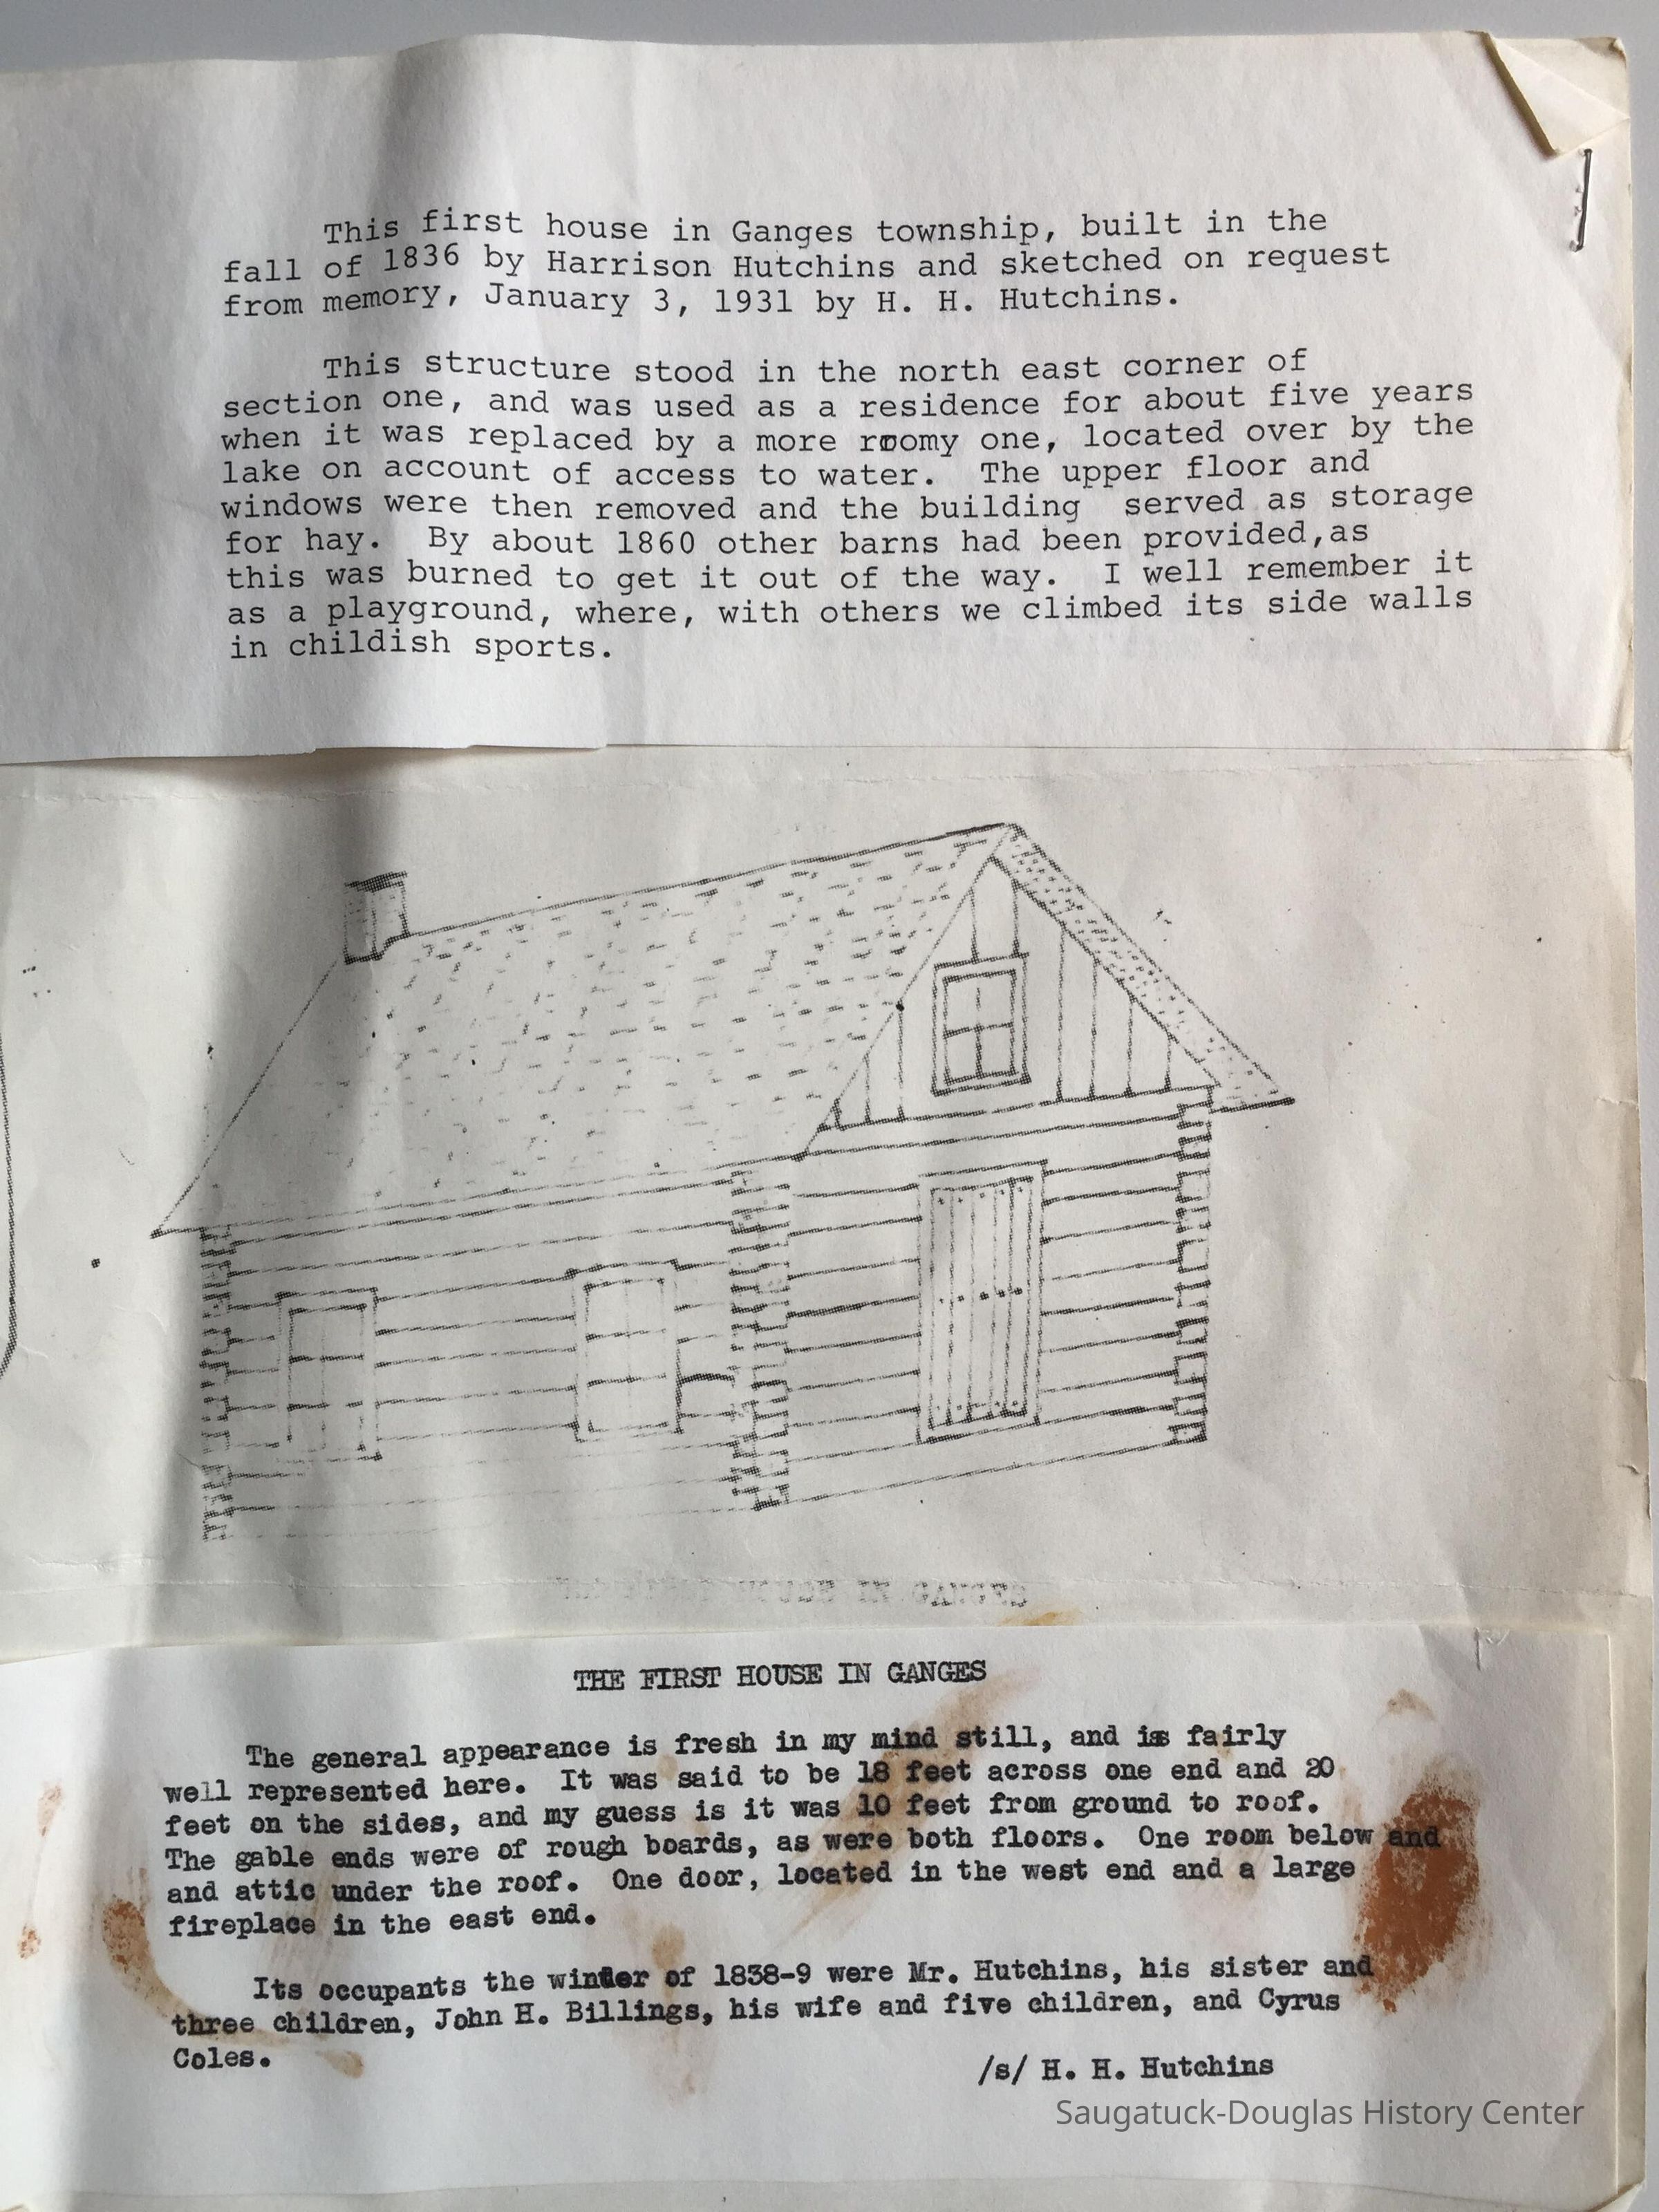 This first house in Ganges township, built in the
fall of 1836 by Harrison Hutchins and sketched on request
from memory, January 3, 1931 by H. H. Hutchins.
This structure stood in the north east corner of
section one, and was used as a residence for about five years
when it was replaced by a more roomy one, located over by the
lake on account of access to water. The upper floor and
windows were then removed and the building served as storage
for hay. By about 1860 other barns had been provided,as
this was burned to get it out of the way. I well remember it
as a playground, where, with others we climbed its side walls
in childish sports.
HOUSE IN GANGES
THE FIRST HOUSE IN GANGES
The general appearance is fresh in my mind still, and is fairly
well represented here. It was said to be 18 feet across one end and 20
feet on the sides, and my guess is it was 10 feet from ground to roof.
The gable ends were of rough boards, as were both floors. One room below and
and attic under the roof. One door, located in the west end and a large
fireplace in the east end.
Its occupants the winter of 1838-9 were Mr. Hutchins, his sister and
three children, John H. Billings, his wife and five children, and Cyrus
Coles.
/s/ H. H. Hutchins
Saugatuck-Douglas History Center